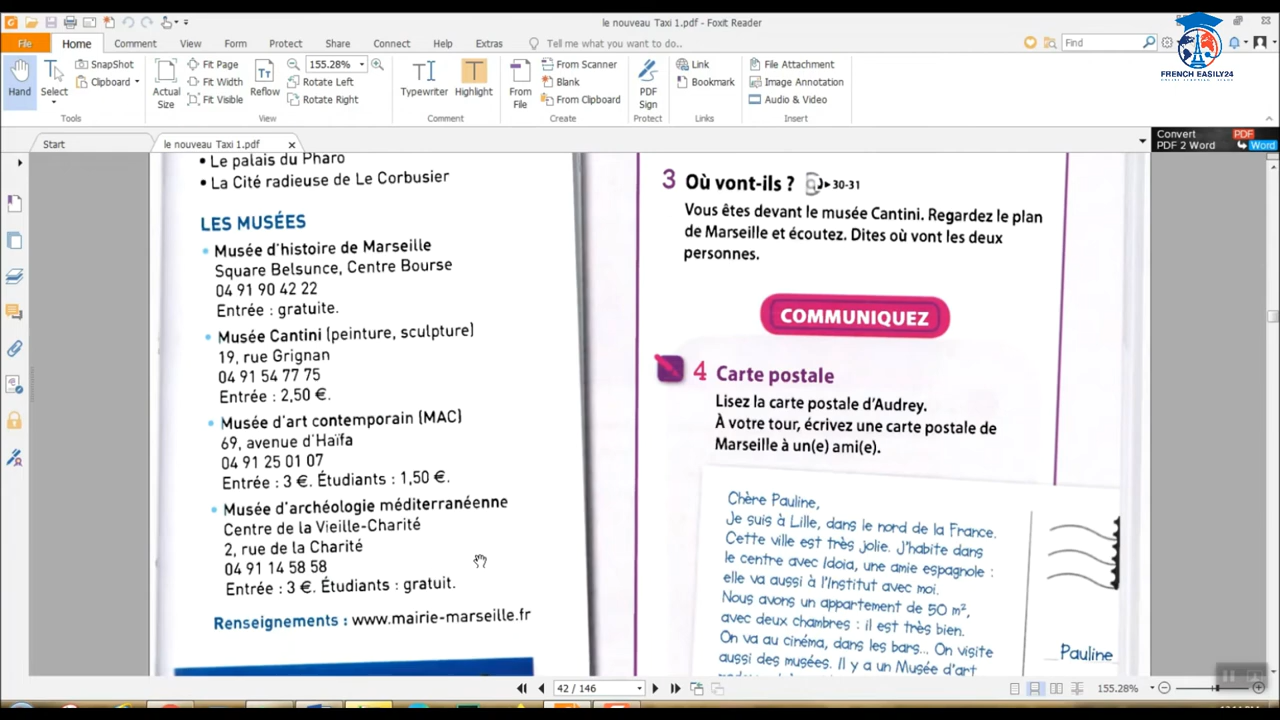 le nouveau Taxi 1.pdf - Foxit Reader
File
Home
Comment
View
Form
Protect
Share
Connect
Help
Extras
Tell me what you want to do..
Find
FRENCH EASILY24
Hand
Select
SnapShot
Clipboard
Actual Size
Fit Page
Fit Width
Fit Visible
Reflow
155.28%
Rotate Left
Rotate Right
Typewriter
Highlight
From File
From Scanner
Blank
From Clipboard
PDF Sign
Link
Bookmark
File Attachment
Image Annotation
Audio & Video
Tools
View
Comment
Create
Protect
Links
Insert
Start
le nouveau Taxi 1.pdf
Convert PDF
PDF 2 Word Word
• Le palais du Pharo
• La Cité radieuse de Le Corbusier
LES MUSÉES
• Musée d'histoire de Marseille
Square Belsunce, Centre Bourse
04 91 90 42 22
Entrée : gratuite.
• Musée Cantini (peinture, sculpture)
19, rue Grignan
04 91 54 77 75
Entrée : 2,50 €.
• Musée d'art contemporain (MAC)
69, avenue d'Haïfa
04 91 25 01 07
Entrée : 3 €. Étudiants : 1,50 €.
• Musée d'archéologie méditerranéenne
Centre de la Vieille-Charité
2, rue de la Charité
04 91 14 58 58
Entrée : 3 €. Étudiants : gratuit.
Renseignements : www.mairie-marseille.fr
3 Où vont-ils ? ▸30-31
Vous êtes devant le musée Cantini. Regardez le plan
de Marseille et écoutez. Dites où vont les deux
personnes.
COMMUNIQUEZ
4 Carte postale
Lisez la carte postale d'Audrey.
À votre tour, écrivez une carte postale de
Marseille à un(e) ami(e).
Chère Pauline,
Je suis à Lille, dans le nord de la France.
Cette ville est très jolie. J'habite dans
le centre avec Idoia, une amie espagnole :
elle va aussi à l'Institut avec moi.
Nous avons un appartement de 50 m²,
avec deux chambres : il est très bien.
On va au cinéma, dans les bars... On visite
aussi des musées. Il y a un Musée d'art
Pauline
42 / 146
155.28%